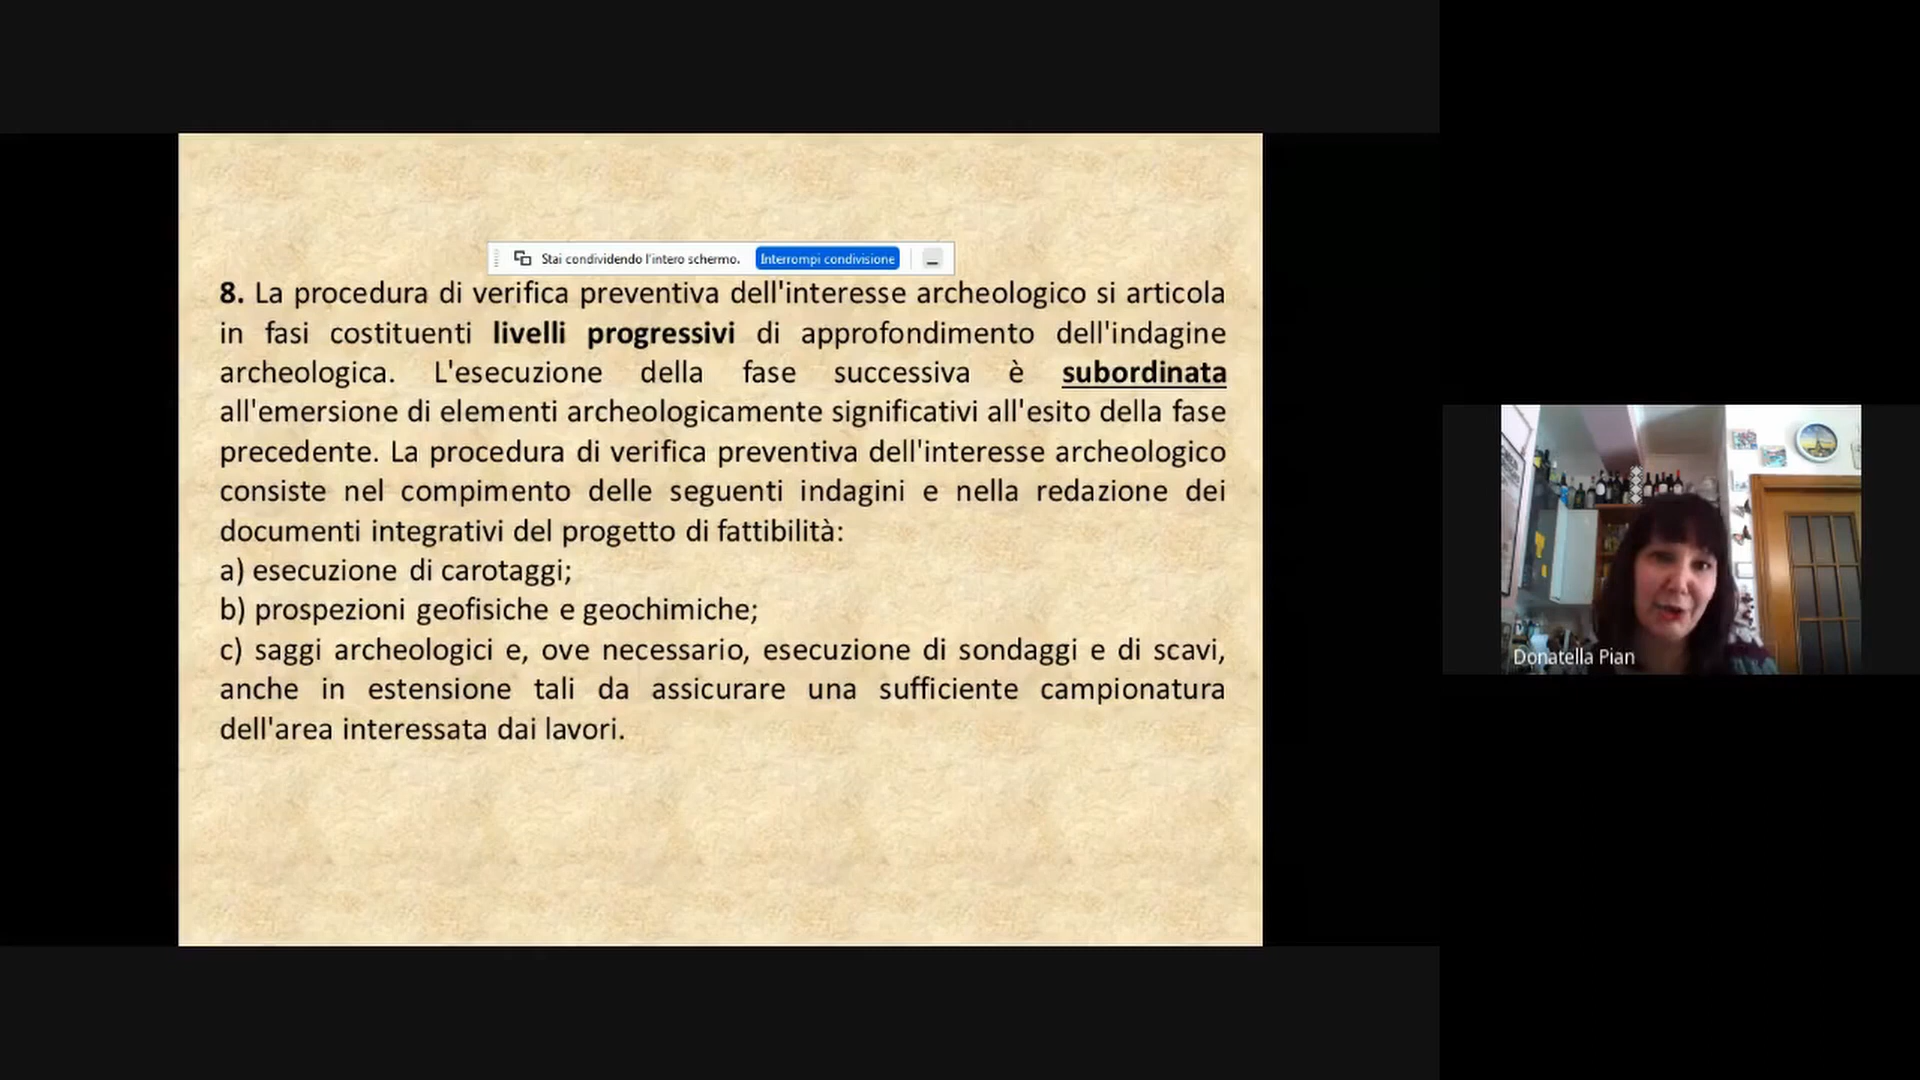 Stai condividendo l'intero schermo. Interrompi condivisione
8. La procedura di verifica preventiva dell'interesse archeologico si articola
in fasi costituenti livelli progressivi di approfondimento dell'indagine
archeologica. L'esecuzione della fase successiva è subordinata
all'emersione di elementi archeologicamente significativi all'esito della fase
precedente. La procedura di verifica preventiva dell'interesse archeologico
consiste nel compimento delle seguenti indagini e nella redazione dei
documenti integrativi del progetto di fattibilità:
a) esecuzione di carotaggi;
b) prospezioni geofisiche e geochimiche;
c) saggi archeologici e, ove necessario, esecuzione di sondaggi e di scavi,
anche in estensione tali da assicurare una sufficiente campionatura
dell'area interessata dai lavori.
Donatella Pian